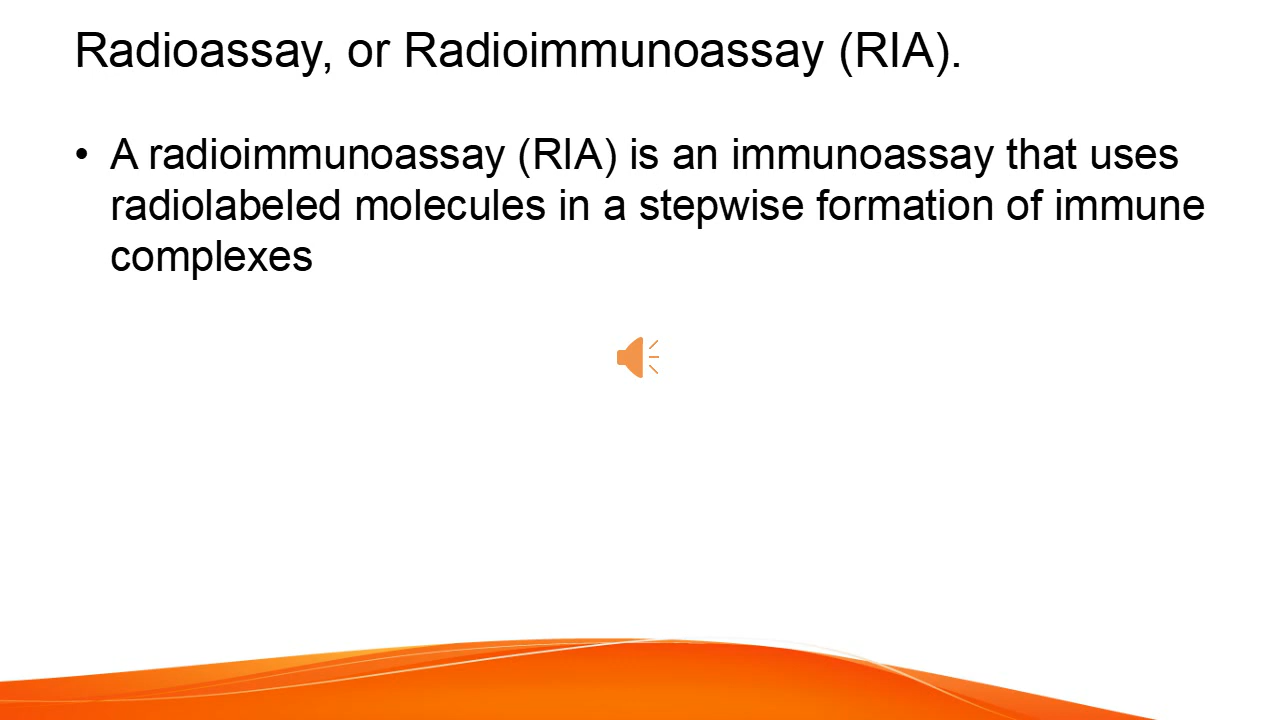 Radioassay, or Radioimmunoassay (RIA).
• A radioimmunoassay (RIA) is an immunoassay that uses
radiolabeled molecules in a stepwise formation of immune
complexes